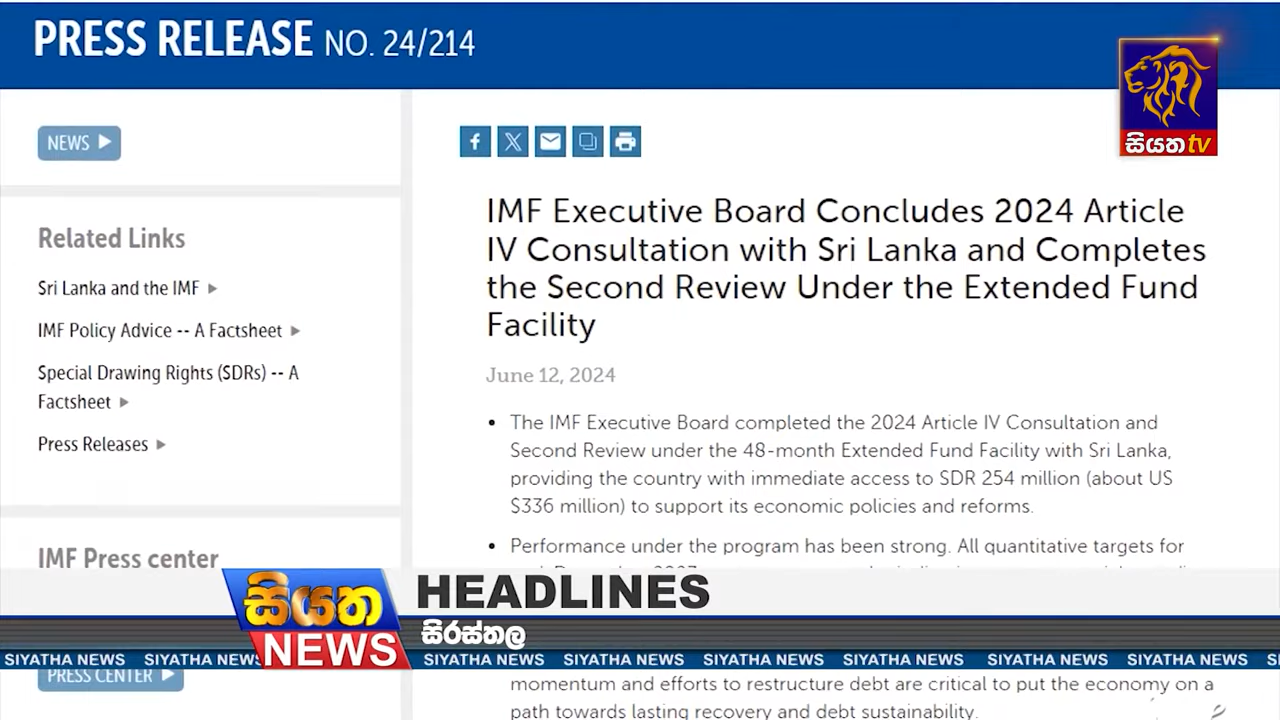 PRESS RELEASE NO. 24/214
සියත tv
NEWS
Related Links
Sri Lanka and the IMF
IMF Policy Advice -- A Factsheet
Special Drawing Rights (SDRs) -- A
Factsheet
Press Releases
IMF Press center
PRESS CENTER
IMF Executive Board Concludes 2024 Article
IV Consultation with Sri Lanka and Completes
the Second Review Under the Extended Fund
Facility
June 12, 2024
• The IMF Executive Board completed the 2024 Article IV Consultation and
Second Review under the 48-month Extended Fund Facility with Sri Lanka,
providing the country with immediate access to SDR 254 million (about US
$336 million) to support its economic policies and reforms.
• Performance under the program has been strong. All quantitative targets for
සියත
NEWS
HEADLINES
සිරස්තල
SIYATHA NEWS SIYATHA NEWS SIYATHA NEWS SIYATHA NEWS SIYATHA NEWS SIYATHA NEWS SIYATHA NEWS SIYATHA NEWS
momentum and efforts to restructure debt are critical to put the economy on a
path towards lasting recovery and debt sustainability.